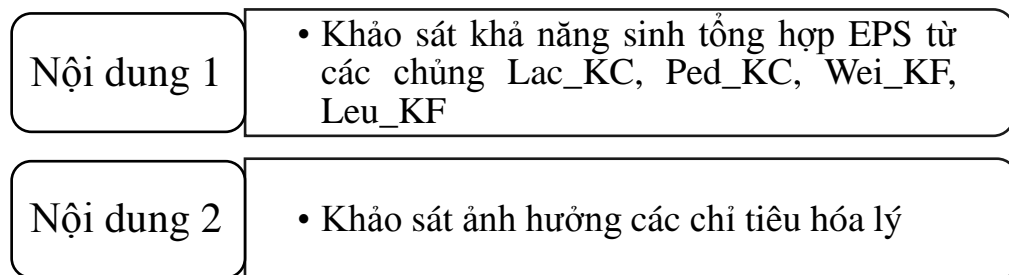 Nội dung 1
• Khảo sát khả năng sinh tổng hợp EPS từ
các chủng Lac_KC, Ped_KC, Wei_KF,
Leu_KF
Nội dung 2
• Khảo sát ảnh hưởng các chỉ tiêu hóa lý